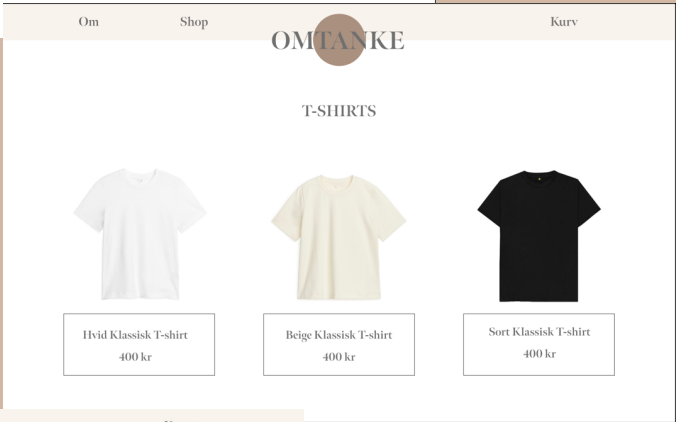 Om
Shop
Kurv
OMTANKE
T-SHIRTS
Hvid Klassisk T-shirt
400 kr
Beige Klassisk T-shirt
400 kr
Sort Klassisk T-shirt
400 kr